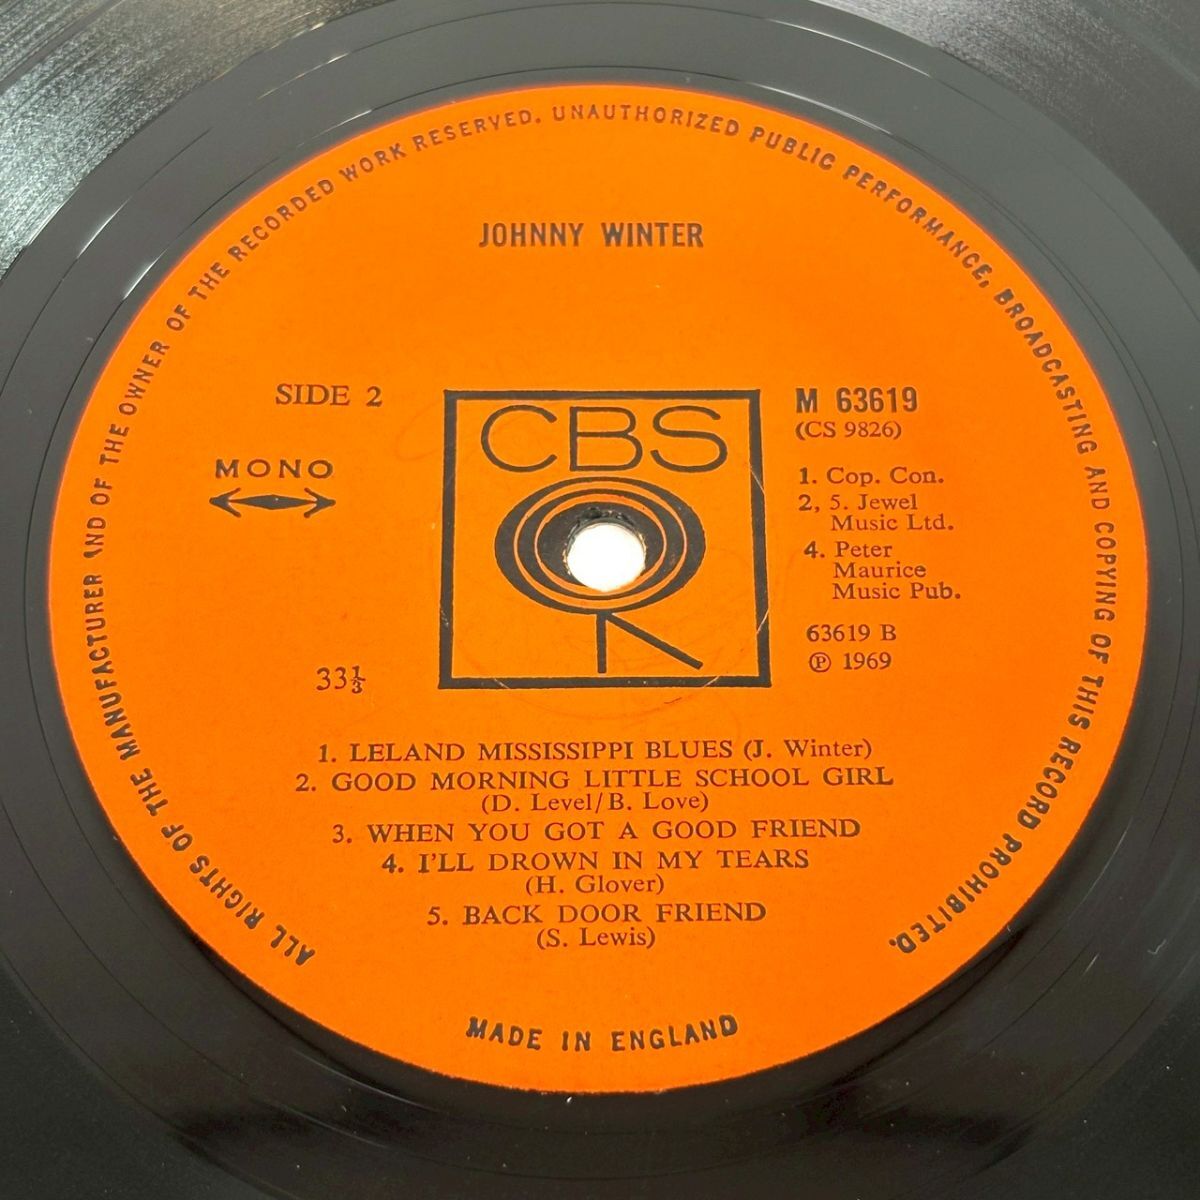 ALL RIGHTS OF THE MANUFACTURER AND OF THE OWNER OF THE RECORDED WORK RESERVED. UNAUTHORIZED PUBLIC PERFORMANCE, BROADCASTING AND COPYING OF THIS RECORD PROHIBITED.
JOHNNY WINTER
SIDE 2
MONO
33⅓
CBS
M 63619
(CS 9826)
1. Cop. Con.
2, 5. Jewel
Music Ltd.
4. Peter
Maurice
Music Pub.
63619 B
℗ 1969
1. LELAND MISSISSIPPI BLUES (J. Winter)
2. GOOD MORNING LITTLE SCHOOL GIRL
(D. Level/B. Love)
3. WHEN YOU GOT A GOOD FRIEND
4. I'LL DROWN IN MY TEARS
(H. Glover)
5. BACK DOOR FRIEND
(S. Lewis)
MADE IN ENGLAND